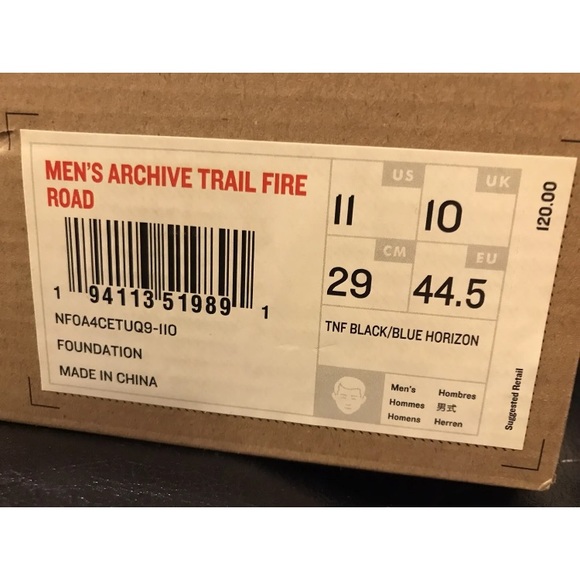 MEN'S ARCHIVE TRAIL FIRE
ROAD
1 94113 51989 1
NF0A4CETUQ9-110
FOUNDATION
MADE IN CHINA
US
11
UK
10
CM
29
EU
44.5
TNF BLACK/BLUE HORIZON
Men's Hombres
Hommes 男式
Homens Herren
120.00
Suggested Retail